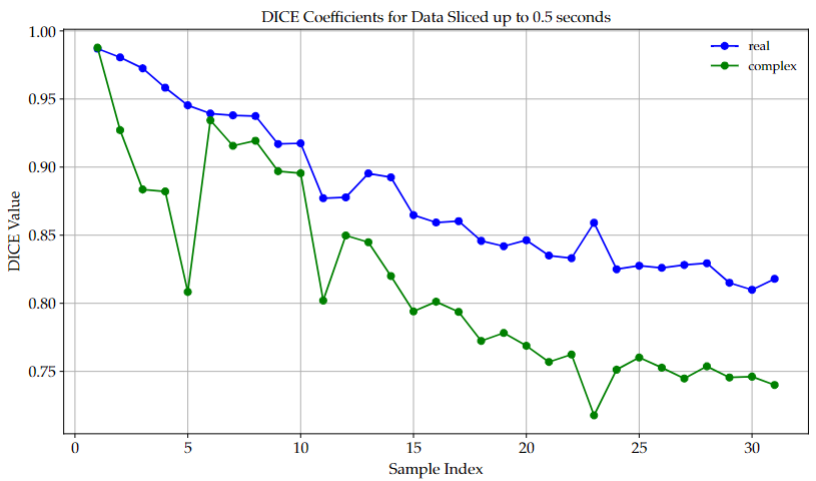 DICE Coefficients for Data Sliced up to 0.5 seconds
real
complex
1.00
0.95
0.90
0.85
0.80
0.75
DICE Value
0 5 10 15 20 25 30
Sample Index